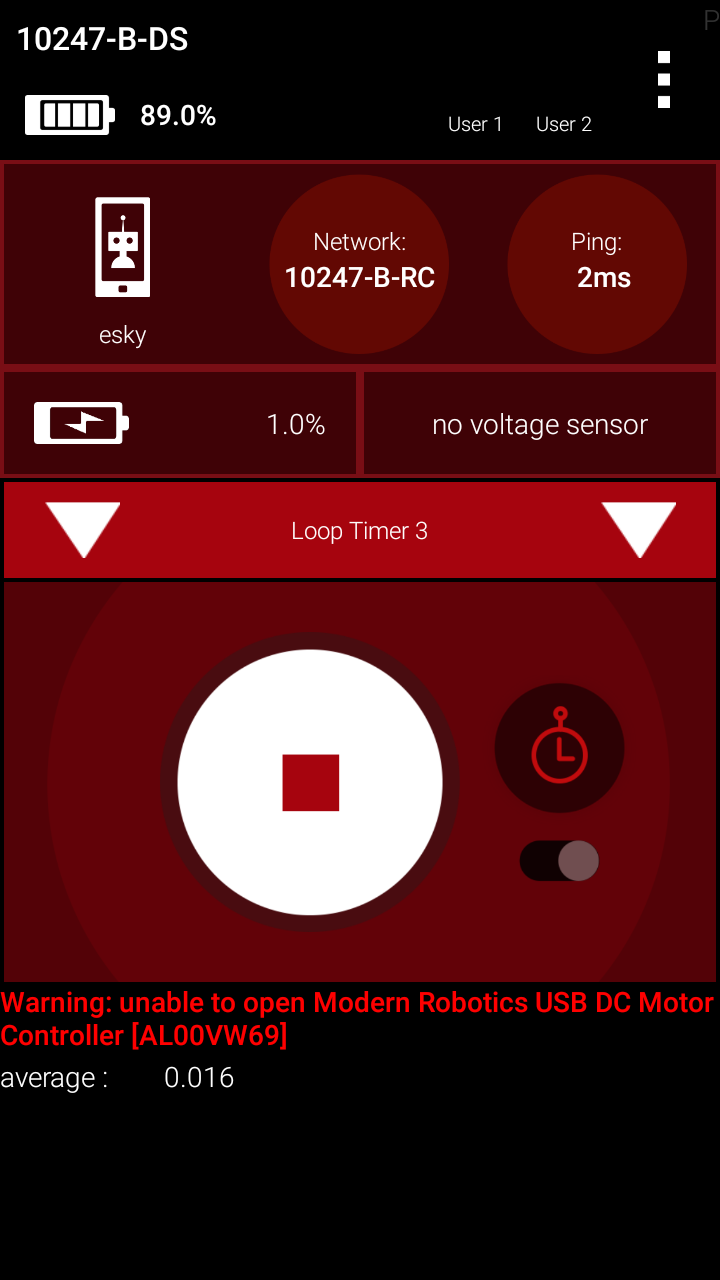 P
10247-B-DS
89.0%
User 1 User 2
Network:
10247-B-RC
Ping:
2ms
esky
1.0%
no voltage sensor
Loop Timer 3
Warning: unable to open Modern Robotics USB DC Motor
Controller [AL00VW69]
average : 0.016